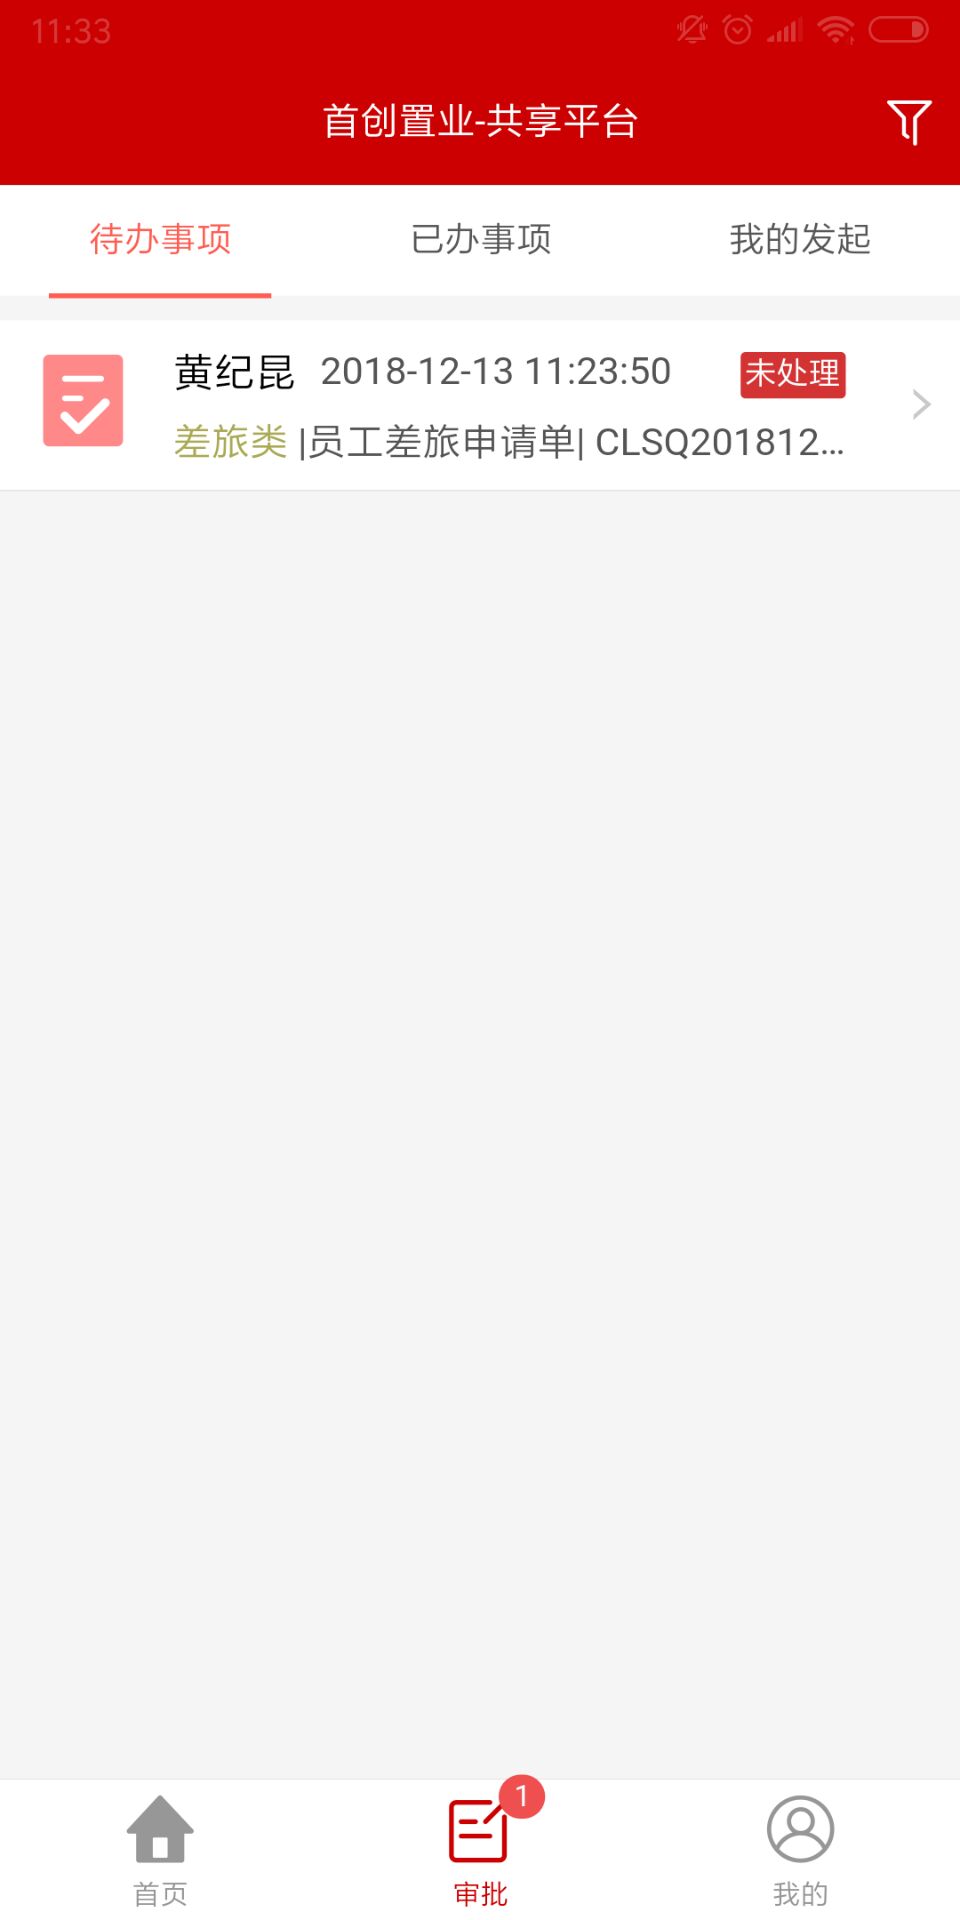 11:33
首创置业-共享平台
待办事项 已办事项 我的发起
黄纪昆 2018-12-13 11:23:50 未处理
差旅类 |员工差旅申请单| CLSQ201812...
1
首页 审批 我的